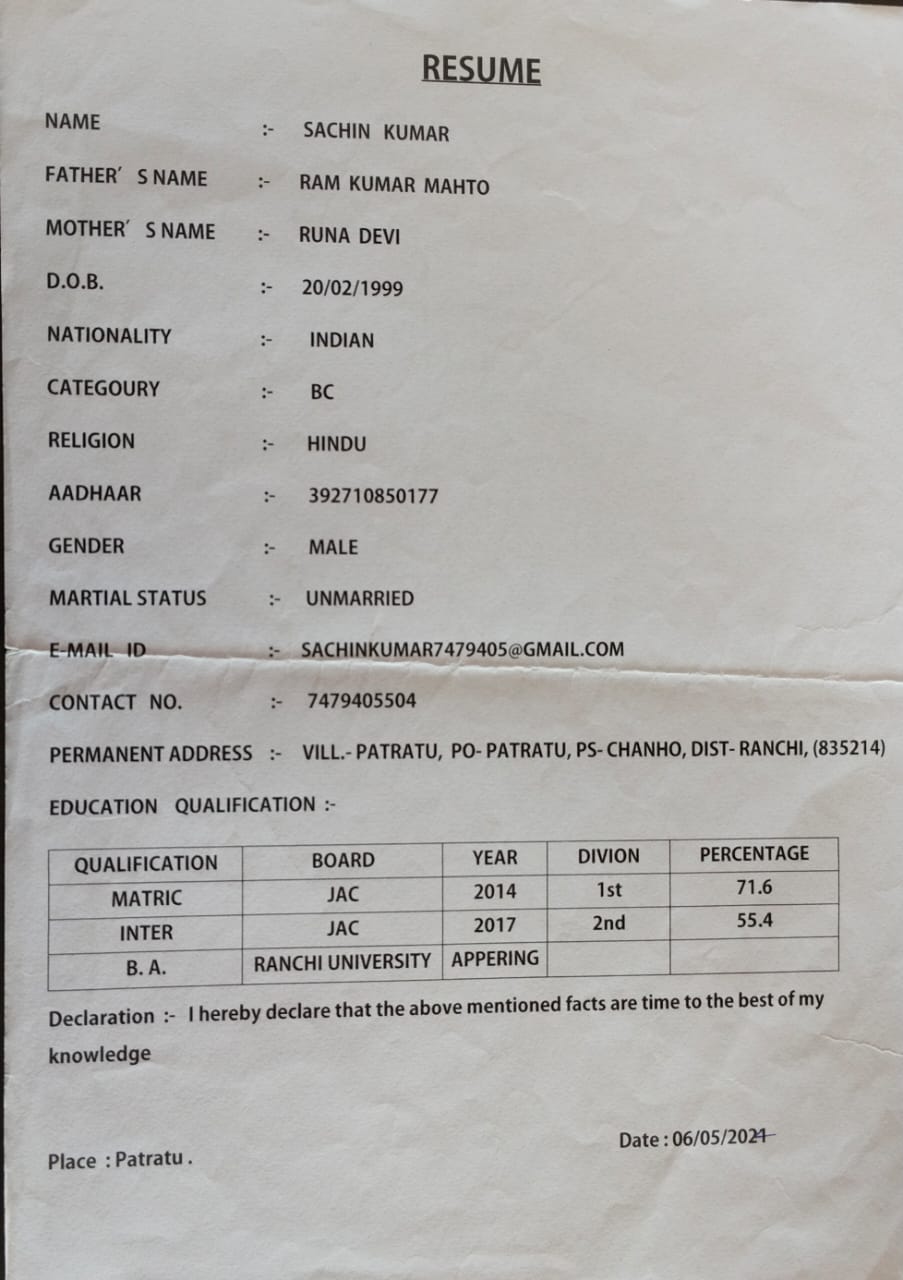 RESUME
NAME :- SACHIN KUMAR
FATHER' S NAME :- RAM KUMAR MAHTO
MOTHER' S NAME :- RUNA DEVI
D.O.B. :- 20/02/1999
NATIONALITY :- INDIAN
CATEGOURY :- BC
RELIGION :- HINDU
AADHAAR :- 392710850177
GENDER :- MALE
MARTIAL STATUS :- UNMARRIED
E-MAIL ID :- SACHINKUMAR7479405@GMAIL.COM
CONTACT NO. :- 7479405504
PERMANENT ADDRESS :- VILL.- PATRATU, PO- PATRATU, PS- CHANHO, DIST- RANCHI, (835214)
EDUCATION QUALIFICATION :-
QUALIFICATION BOARD YEAR DIVION PERCENTAGE
MATRIC JAC 2014 1st 71.6
INTER JAC 2017 2nd 55.4
B. A. RANCHI UNIVERSITY APPERING
Declaration :- I hereby declare that the above mentioned facts are time to the best of my
knowledge
Date :
Place : Patratu .